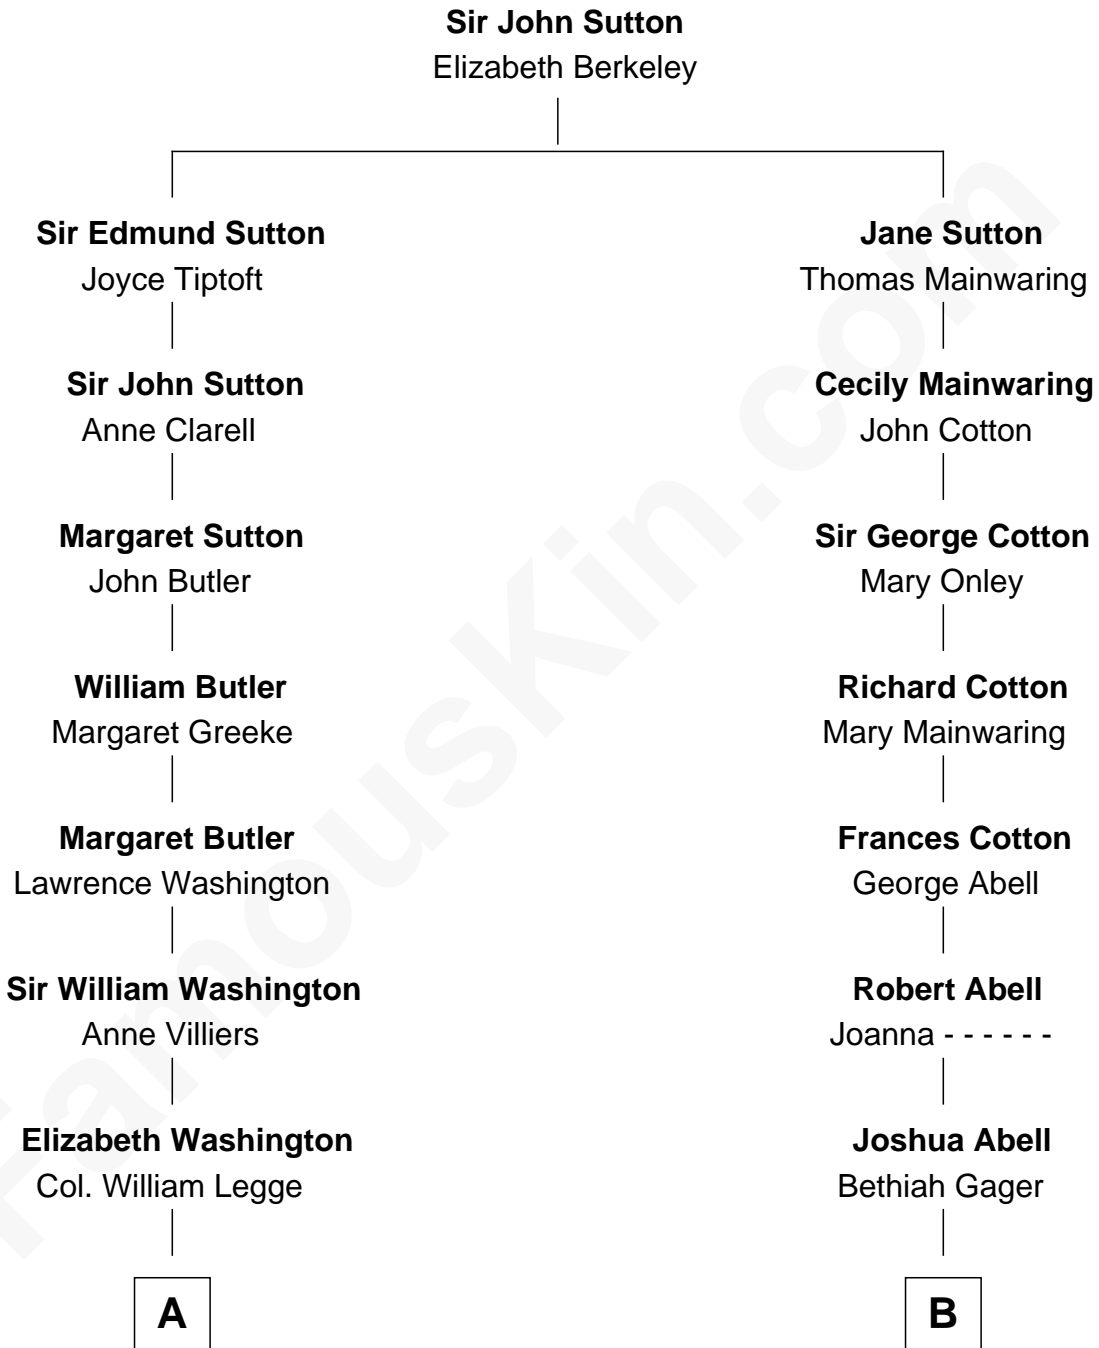 Sir John Sutton
Elizabeth Berkeley
Sir Edmund Sutton
Joyce Tiptoft
Jane Sutton
Thomas Mainwaring
Sir John Sutton
Anne Clarell
Cecily Mainwaring
John Cotton
Margaret Sutton
John Butler
Sir George Cotton
Mary Onley
William Butler
Margaret Greeke
Richard Cotton
Mary Mainwaring
Margaret Butler
Lawrence Washington
Frances Cotton
George Abell
Sir William Washington
Anne Villiers
Robert Abell
Joanna - - - - - -
Elizabeth Washington
Col. William Legge
Joshua Abell
Bethiah Gager
A
B
FamousKin.com